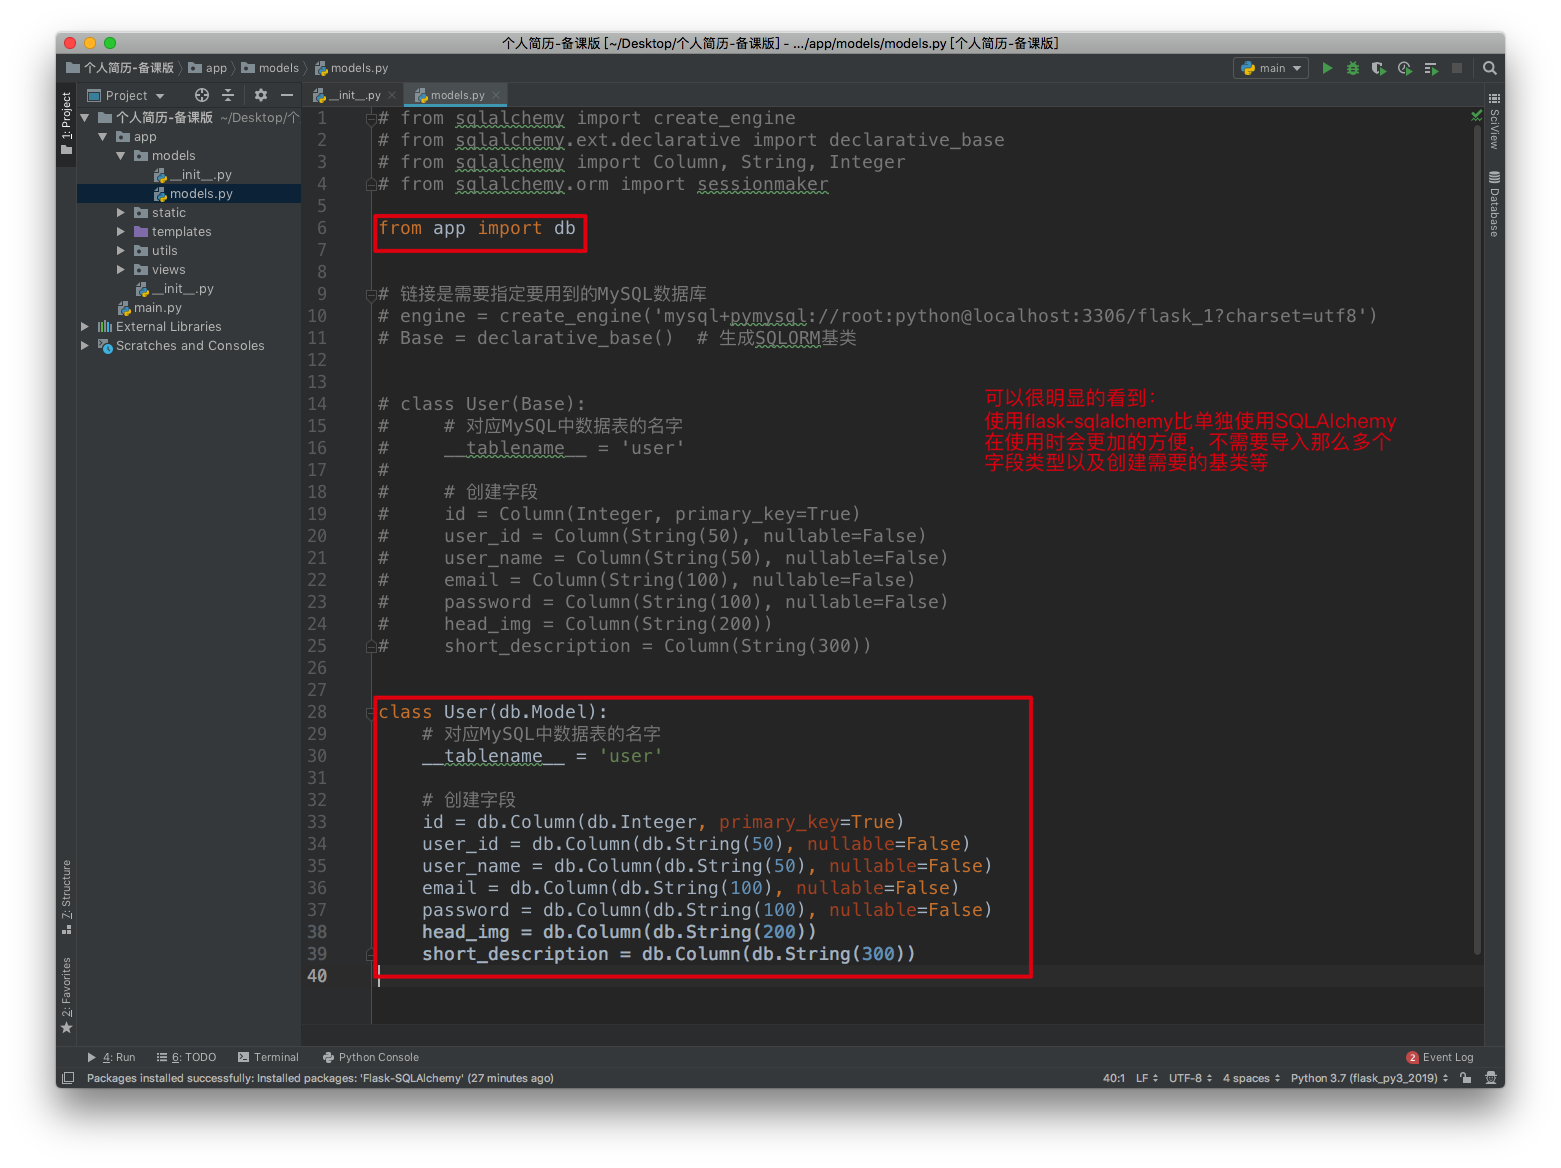 个人简历-备课版 [~/Desktop/个人简历-备课版] - .../app/models/models.py [个人简历-备课版]
个人简历-备课版 app models models.py main
1: Project
Project
__init__.py models.py
个人简历-备课版 ~/Desktop/个
app
models
__init__.py
models.py
static
templates
utils
views
__init__.py
main.py
External Libraries
Scratches and Consoles
1 # from sqlalchemy import create_engine
2 # from sqlalchemy.ext.declarative import declarative_base
3 # from sqlalchemy import Column, String, Integer
4 # from sqlalchemy.orm import sessionmaker
5
6 from app import db
7
8
9 # 链接是需要指定要用到的MySQL数据库
10 # engine = create_engine('mysql+pymysql://root:python@localhost:3306/flask_1?charset=utf8')
11 # Base = declarative_base()  # 生成SQLORM基类
12
13
14 # class User(Base):
15 #     # 对应MySQL中数据表的名字
16 #     __tablename__ = 'user'
17 #
18 #     # 创建字段
19 #     id = Column(Integer, primary_key=True)
20 #     user_id = Column(String(50), nullable=False)
21 #     user_name = Column(String(50), nullable=False)
22 #     email = Column(String(100), nullable=False)
23 #     password = Column(String(100), nullable=False)
24 #     head_img = Column(String(200))
25 #     short_description = Column(String(300))
26
27
28 class User(db.Model):
29     # 对应MySQL中数据表的名字
30     __tablename__ = 'user'
31
32     # 创建字段
33     id = db.Column(db.Integer, primary_key=True)
34     user_id = db.Column(db.String(50), nullable=False)
35     user_name = db.Column(db.String(50), nullable=False)
36     email = db.Column(db.String(100), nullable=False)
37     password = db.Column(db.String(100), nullable=False)
38     head_img = db.Column(db.String(200))
39     short_description = db.Column(db.String(300))
40
可以很明显的看到：
使用flask-sqlalchemy比单独使用SQLAlchemy
在使用时会更加的方便，不需要导入那么多个
字段类型以及创建需要的基类等
SciView
Database
7: Structure
2: Favorites
4: Run 6: TODO Terminal Python Console 2 Event Log
Packages installed successfully: Installed packages: 'Flask-SQLAlchemy' (27 minutes ago) 40:1 LF UTF-8 4 spaces Python 3.7 (flask_py3_2019)